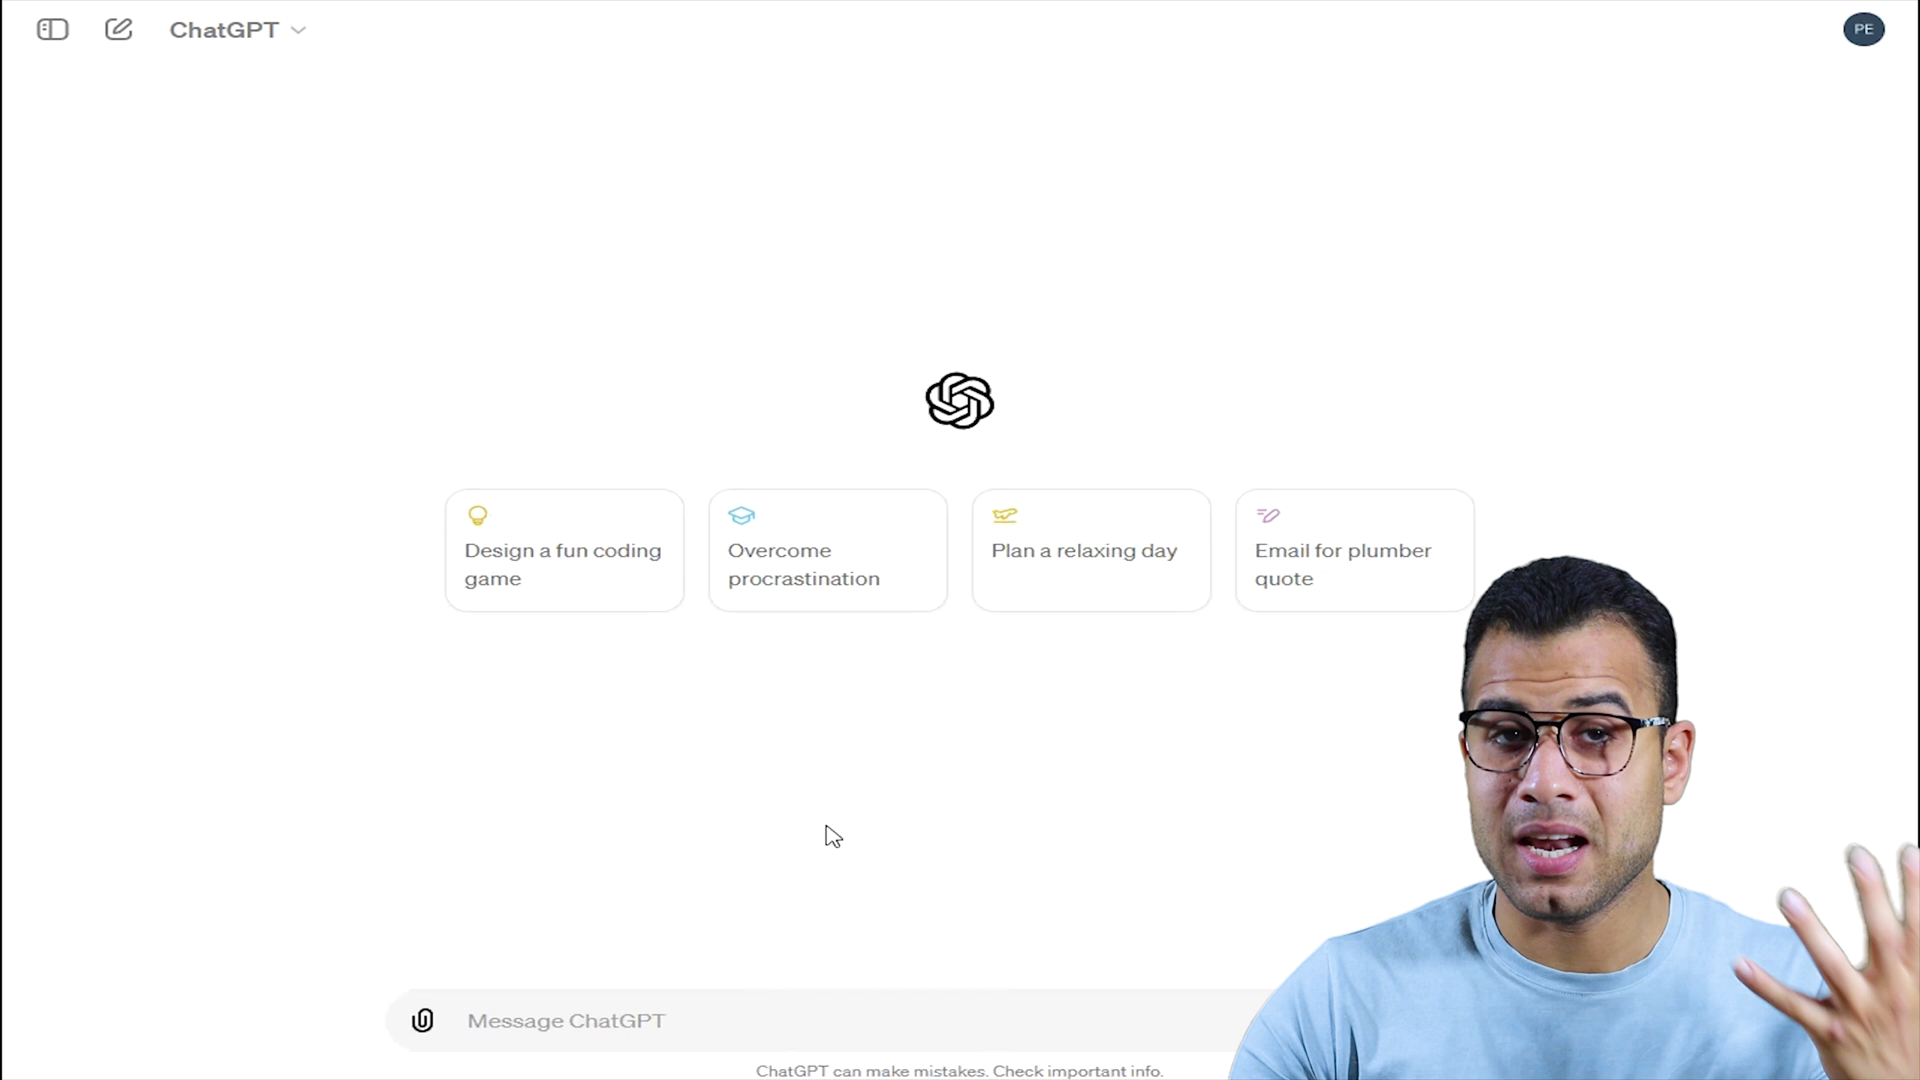 ChatGPT
PE
Design a fun coding
game
Overcome
procrastination
Plan a relaxing day
Email for plumber
quote
Message ChatGPT
ChatGPT can make mistakes. Check important info.